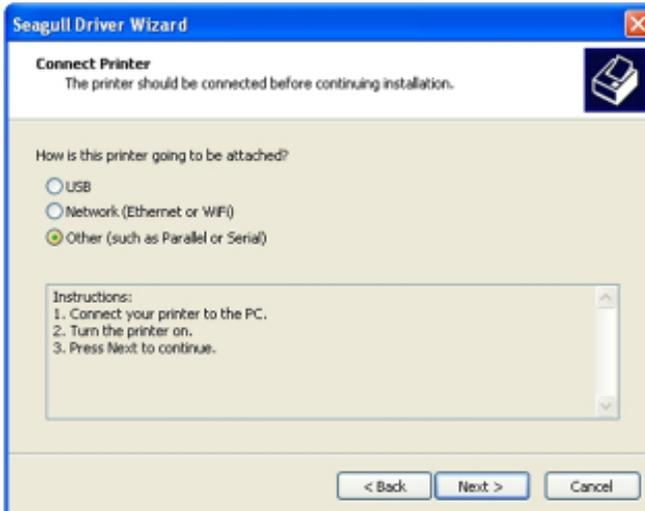 Seagull Driver Wizard
Connect Printer
The printer should be connected before continuing installation.
How is this printer going to be attached?
USB
Network (Ethernet or WiFi)
Other (such as Parallel or Serial)
Instructions:
1. Connect your printer to the PC.
2. Turn the printer on.
3. Press Next to continue.
< Back Next > Cancel